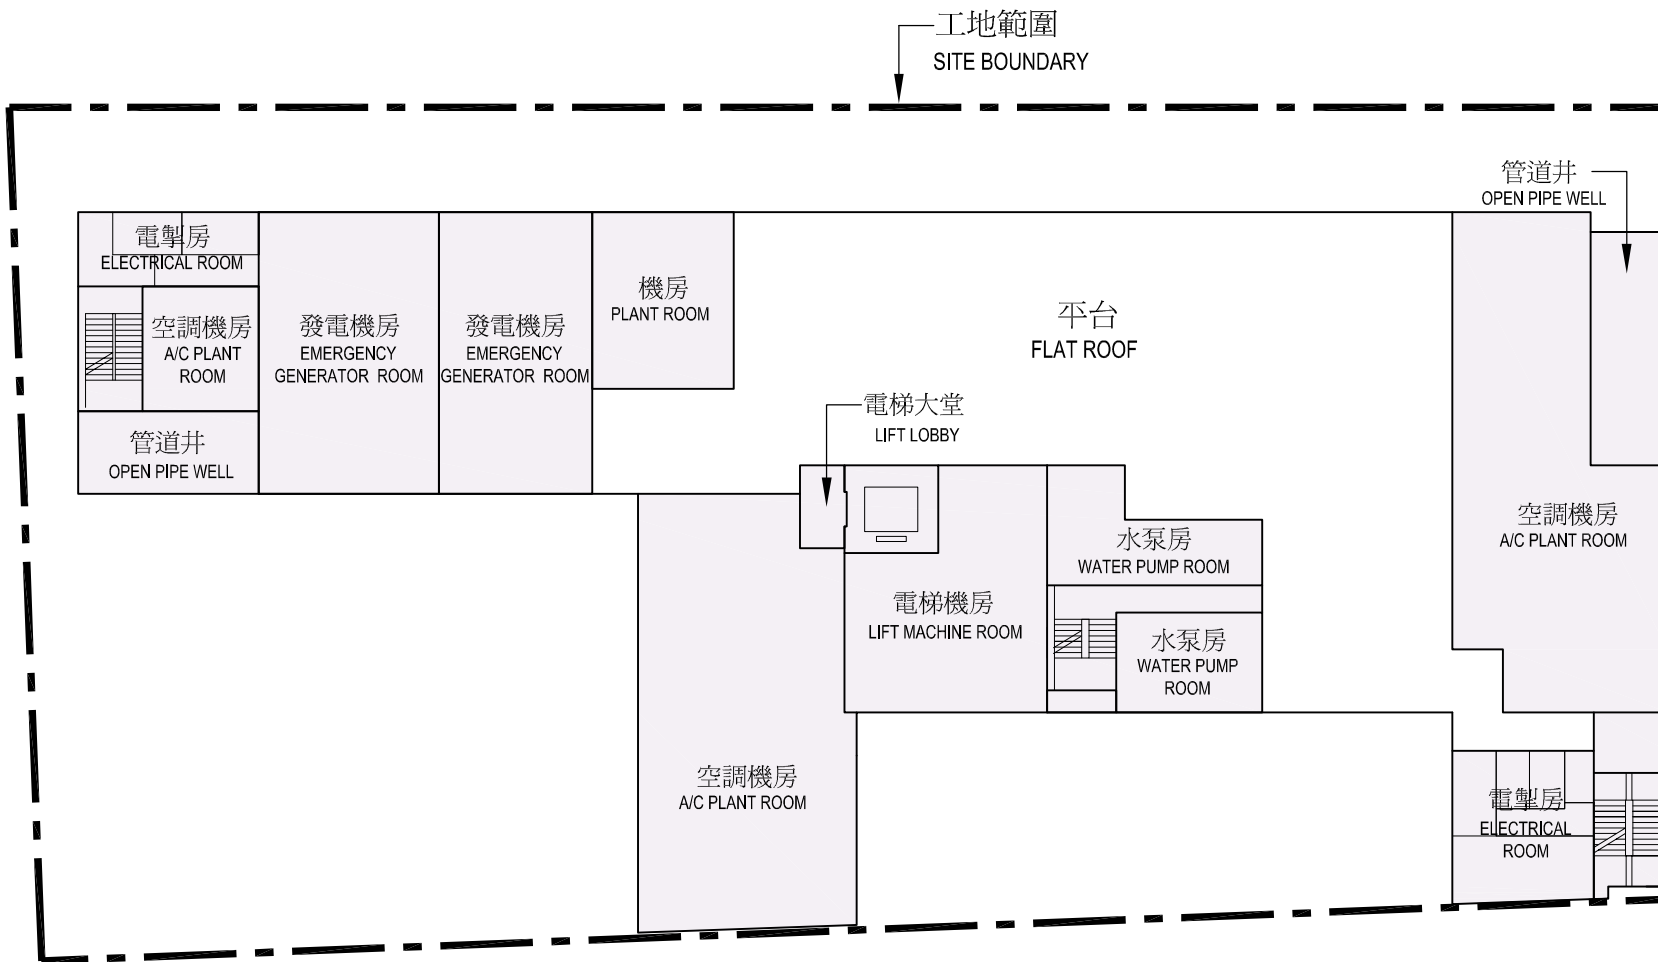 工地範圍
SITE BOUNDARY
管道井
OPEN PIPE WELL
電掣房
ELECTRICAL ROOM
空調機房
A/C PLANT
ROOM
管道井
OPEN PIPE WELL
發電機房
EMERGENCY
GENERATOR ROOM
發電機房
EMERGENCY
GENERATOR ROOM
機房
PLANT ROOM
平台
FLAT ROOF
電梯大堂
LIFT LOBBY
電梯機房
LIFT MACHINE ROOM
水泵房
WATER PUMP ROOM
水泵房
WATER PUMP
ROOM
空調機房
A/C PLANT ROOM
空調機房
A/C PLANT ROOM
電掣房
ELECTRICAL
ROOM